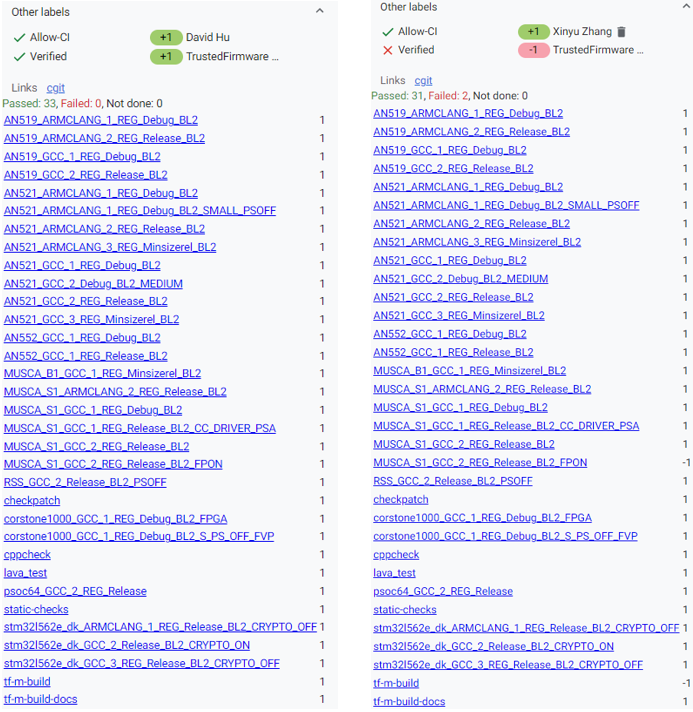 Other labels
Allow-CI +1 David Hu
Verified +1 TrustedFirmware ...
Links cgit
Passed: 33, Failed: 0, Not done: 0
AN519_ARMCLANG_1_REG_Debug_BL2 1
AN519_ARMCLANG_2_REG_Release_BL2 1
AN519_GCC_1_REG_Debug_BL2 1
AN519_GCC_2_REG_Release_BL2 1
AN521_ARMCLANG_1_REG_Debug_BL2 1
AN521_ARMCLANG_1_REG_Debug_BL2_SMALL_PSOFF 1
AN521_ARMCLANG_2_REG_Release_BL2 1
AN521_ARMCLANG_3_REG_Minsizerel_BL2 1
AN521_GCC_1_REG_Debug_BL2 1
AN521_GCC_2_Debug_BL2_MEDIUM 1
AN521_GCC_2_REG_Release_BL2 1
AN521_GCC_3_REG_Minsizerel_BL2 1
AN552_GCC_1_REG_Debug_BL2 1
AN552_GCC_1_REG_Release_BL2 1
MUSCA_B1_GCC_1_REG_Minsizerel_BL2 1
MUSCA_S1_ARMCLANG_2_REG_Release_BL2 1
MUSCA_S1_GCC_1_REG_Debug_BL2 1
MUSCA_S1_GCC_1_REG_Release_BL2_CC_DRIVER_PSA 1
MUSCA_S1_GCC_2_REG_Release_BL2 1
MUSCA_S1_GCC_2_REG_Release_BL2_FPON 1
RSS_GCC_2_Release_BL2_PSOFF 1
checkpatch 1
corstone1000_GCC_1_REG_Debug_BL2_FPGA 1
corstone1000_GCC_1_REG_Debug_BL2_S_PS_OFF_FVP 1
cppcheck 1
lava_test 1
psoc64_GCC_2_REG_Release 1
static-checks 1
stm32l562e_dk_ARMCLANG_1_REG_Release_BL2_CRYPTO_OFF 1
stm32l562e_dk_GCC_2_Release_BL2_CRYPTO_ON 1
stm32l562e_dk_GCC_3_REG_Release_BL2_CRYPTO_OFF 1
tf-m-build 1
tf-m-build-docs 1
Other labels
Allow-CI +1 Xinyu Zhang
Verified -1 TrustedFirmware ...
Links cgit
Passed: 31, Failed: 2, Not done: 0
AN519_ARMCLANG_1_REG_Debug_BL2 1
AN519_ARMCLANG_2_REG_Release_BL2 1
AN519_GCC_1_REG_Debug_BL2 1
AN519_GCC_2_REG_Release_BL2 1
AN521_ARMCLANG_1_REG_Debug_BL2 1
AN521_ARMCLANG_1_REG_Debug_BL2_SMALL_PSOFF 1
AN521_ARMCLANG_2_REG_Release_BL2 1
AN521_ARMCLANG_3_REG_Minsizerel_BL2 1
AN521_GCC_1_REG_Debug_BL2 1
AN521_GCC_2_Debug_BL2_MEDIUM 1
AN521_GCC_2_REG_Release_BL2 1
AN521_GCC_3_REG_Minsizerel_BL2 1
AN552_GCC_1_REG_Debug_BL2 1
AN552_GCC_1_REG_Release_BL2 1
MUSCA_B1_GCC_1_REG_Minsizerel_BL2 1
MUSCA_S1_ARMCLANG_2_REG_Release_BL2 1
MUSCA_S1_GCC_1_REG_Debug_BL2 1
MUSCA_S1_GCC_1_REG_Release_BL2_CC_DRIVER_PSA 1
MUSCA_S1_GCC_2_REG_Release_BL2 1
MUSCA_S1_GCC_2_REG_Release_BL2_FPON -1
RSS_GCC_2_Release_BL2_PSOFF 1
checkpatch 1
corstone1000_GCC_1_REG_Debug_BL2_FPGA 1
corstone1000_GCC_1_REG_Debug_BL2_S_PS_OFF_FVP 1
cppcheck 1
lava_test 1
psoc64_GCC_2_REG_Release 1
static-checks 1
stm32l562e_dk_ARMCLANG_1_REG_Release_BL2_CRYPTO_OFF 1
stm32l562e_dk_GCC_2_Release_BL2_CRYPTO_ON 1
stm32l562e_dk_GCC_3_REG_Release_BL2_CRYPTO_OFF 1
tf-m-build -1
tf-m-build-docs 1